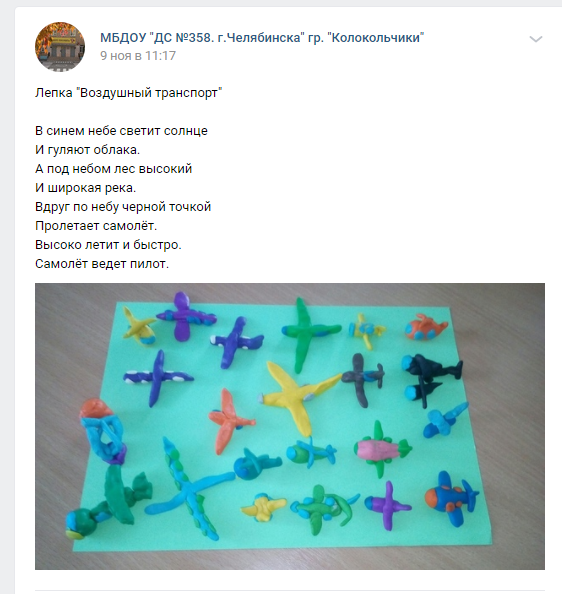 МБДОУ "ДС №358. г.Челябинска" гр. "Колокольчики"
9 ноя в 11:17
Лепка "Воздушный транспорт"
В синем небе светит солнце
И гуляют облака.
А под небом лес высокий
И широкая река.
Вдруг по небу черной точкой
Пролетает самолёт.
Высоко летит и быстро.
Самолёт ведет пилот.